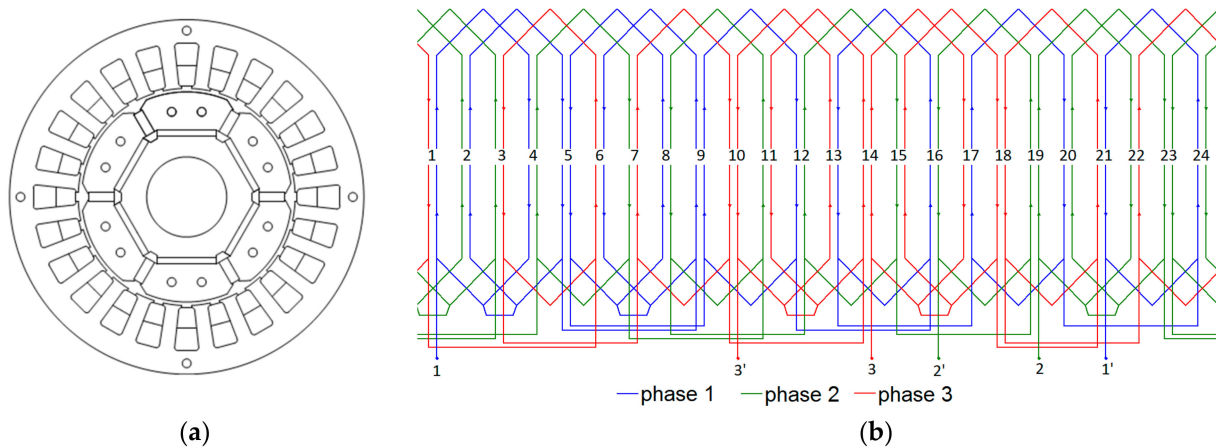 1 2 3 4 5 6 7 8 9 10 11 12 13 14 15 16 17 18 19 20 21 22 23 24
1 3' 3 2' 2 1'
phase 1 phase 2 phase 3
(a) (b)